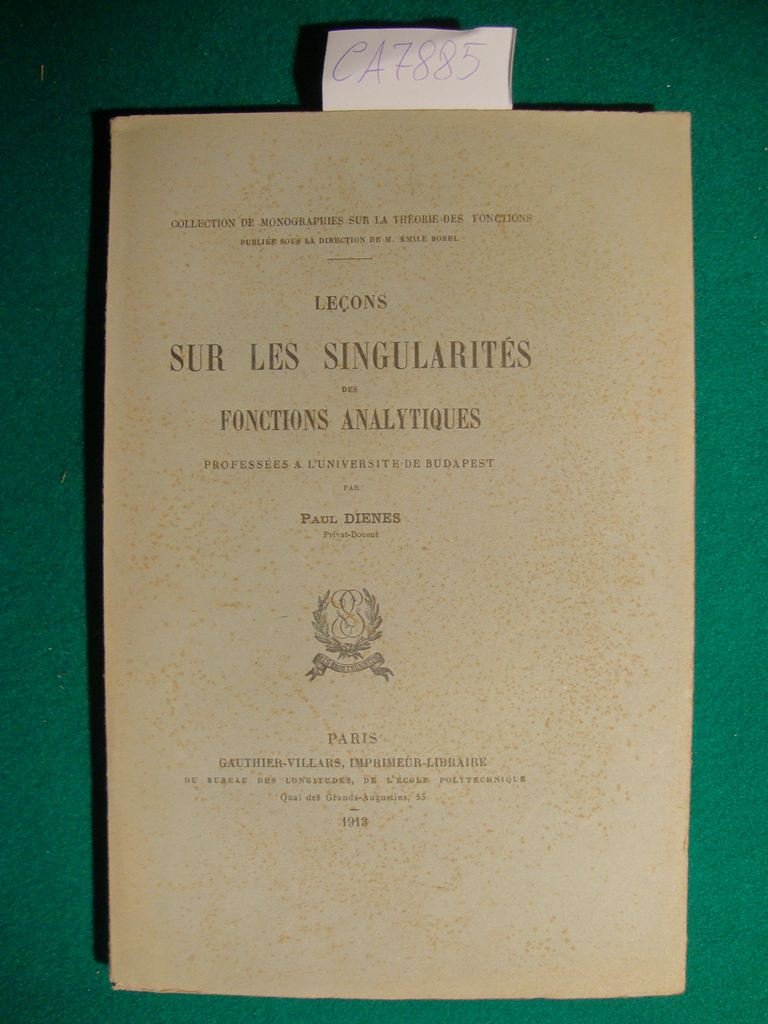 CA7885
COLLECTION DE MONOGRAPHIES SUR LA THÉORIE DES FONCTIONS
PUBLIÉE SOUS LA DIRECTION DE M. ÉMILE BOREL
LEÇONS
SUR LES SINGULARITÉS
DES
FONCTIONS ANALYTIQUES
PROFESSÉES A L'UNIVERSITE DE BUDAPEST
PAR
PAUL DIENES
Privat-Docent
PARIS
GAUTHIER-VILLARS, IMPRIMEUR-LIBRAIRE
DU BUREAU DES LONGITUDES, DE L'ÉCOLE POLYTECHNIQUE
Quai des Grands-Augustins, 55
1913